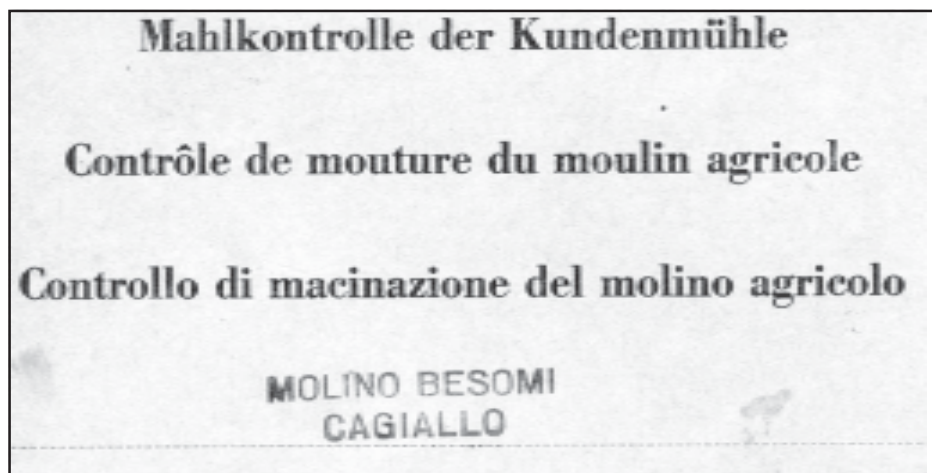 Mahlkontrolle der Kundenmühle
Contrôle de mouture du moulin agricole
Controllo di macinazione del molino agricolo
MOLINO BESOMI
CAGIALLO